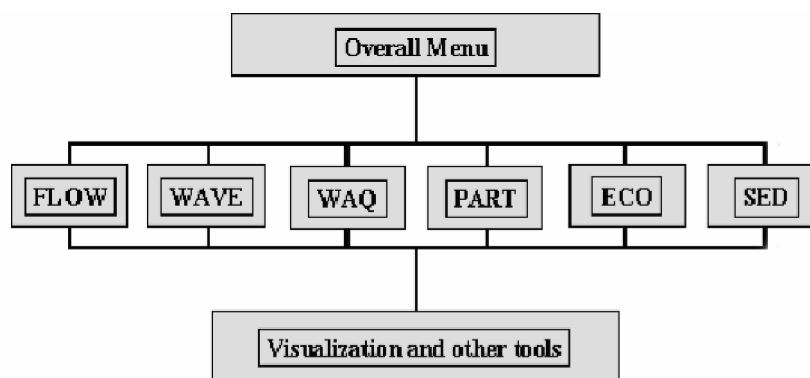 Overall Menu
FLOW
WAVE
WAQ
PART
ECO
SED
Visualization and other tools